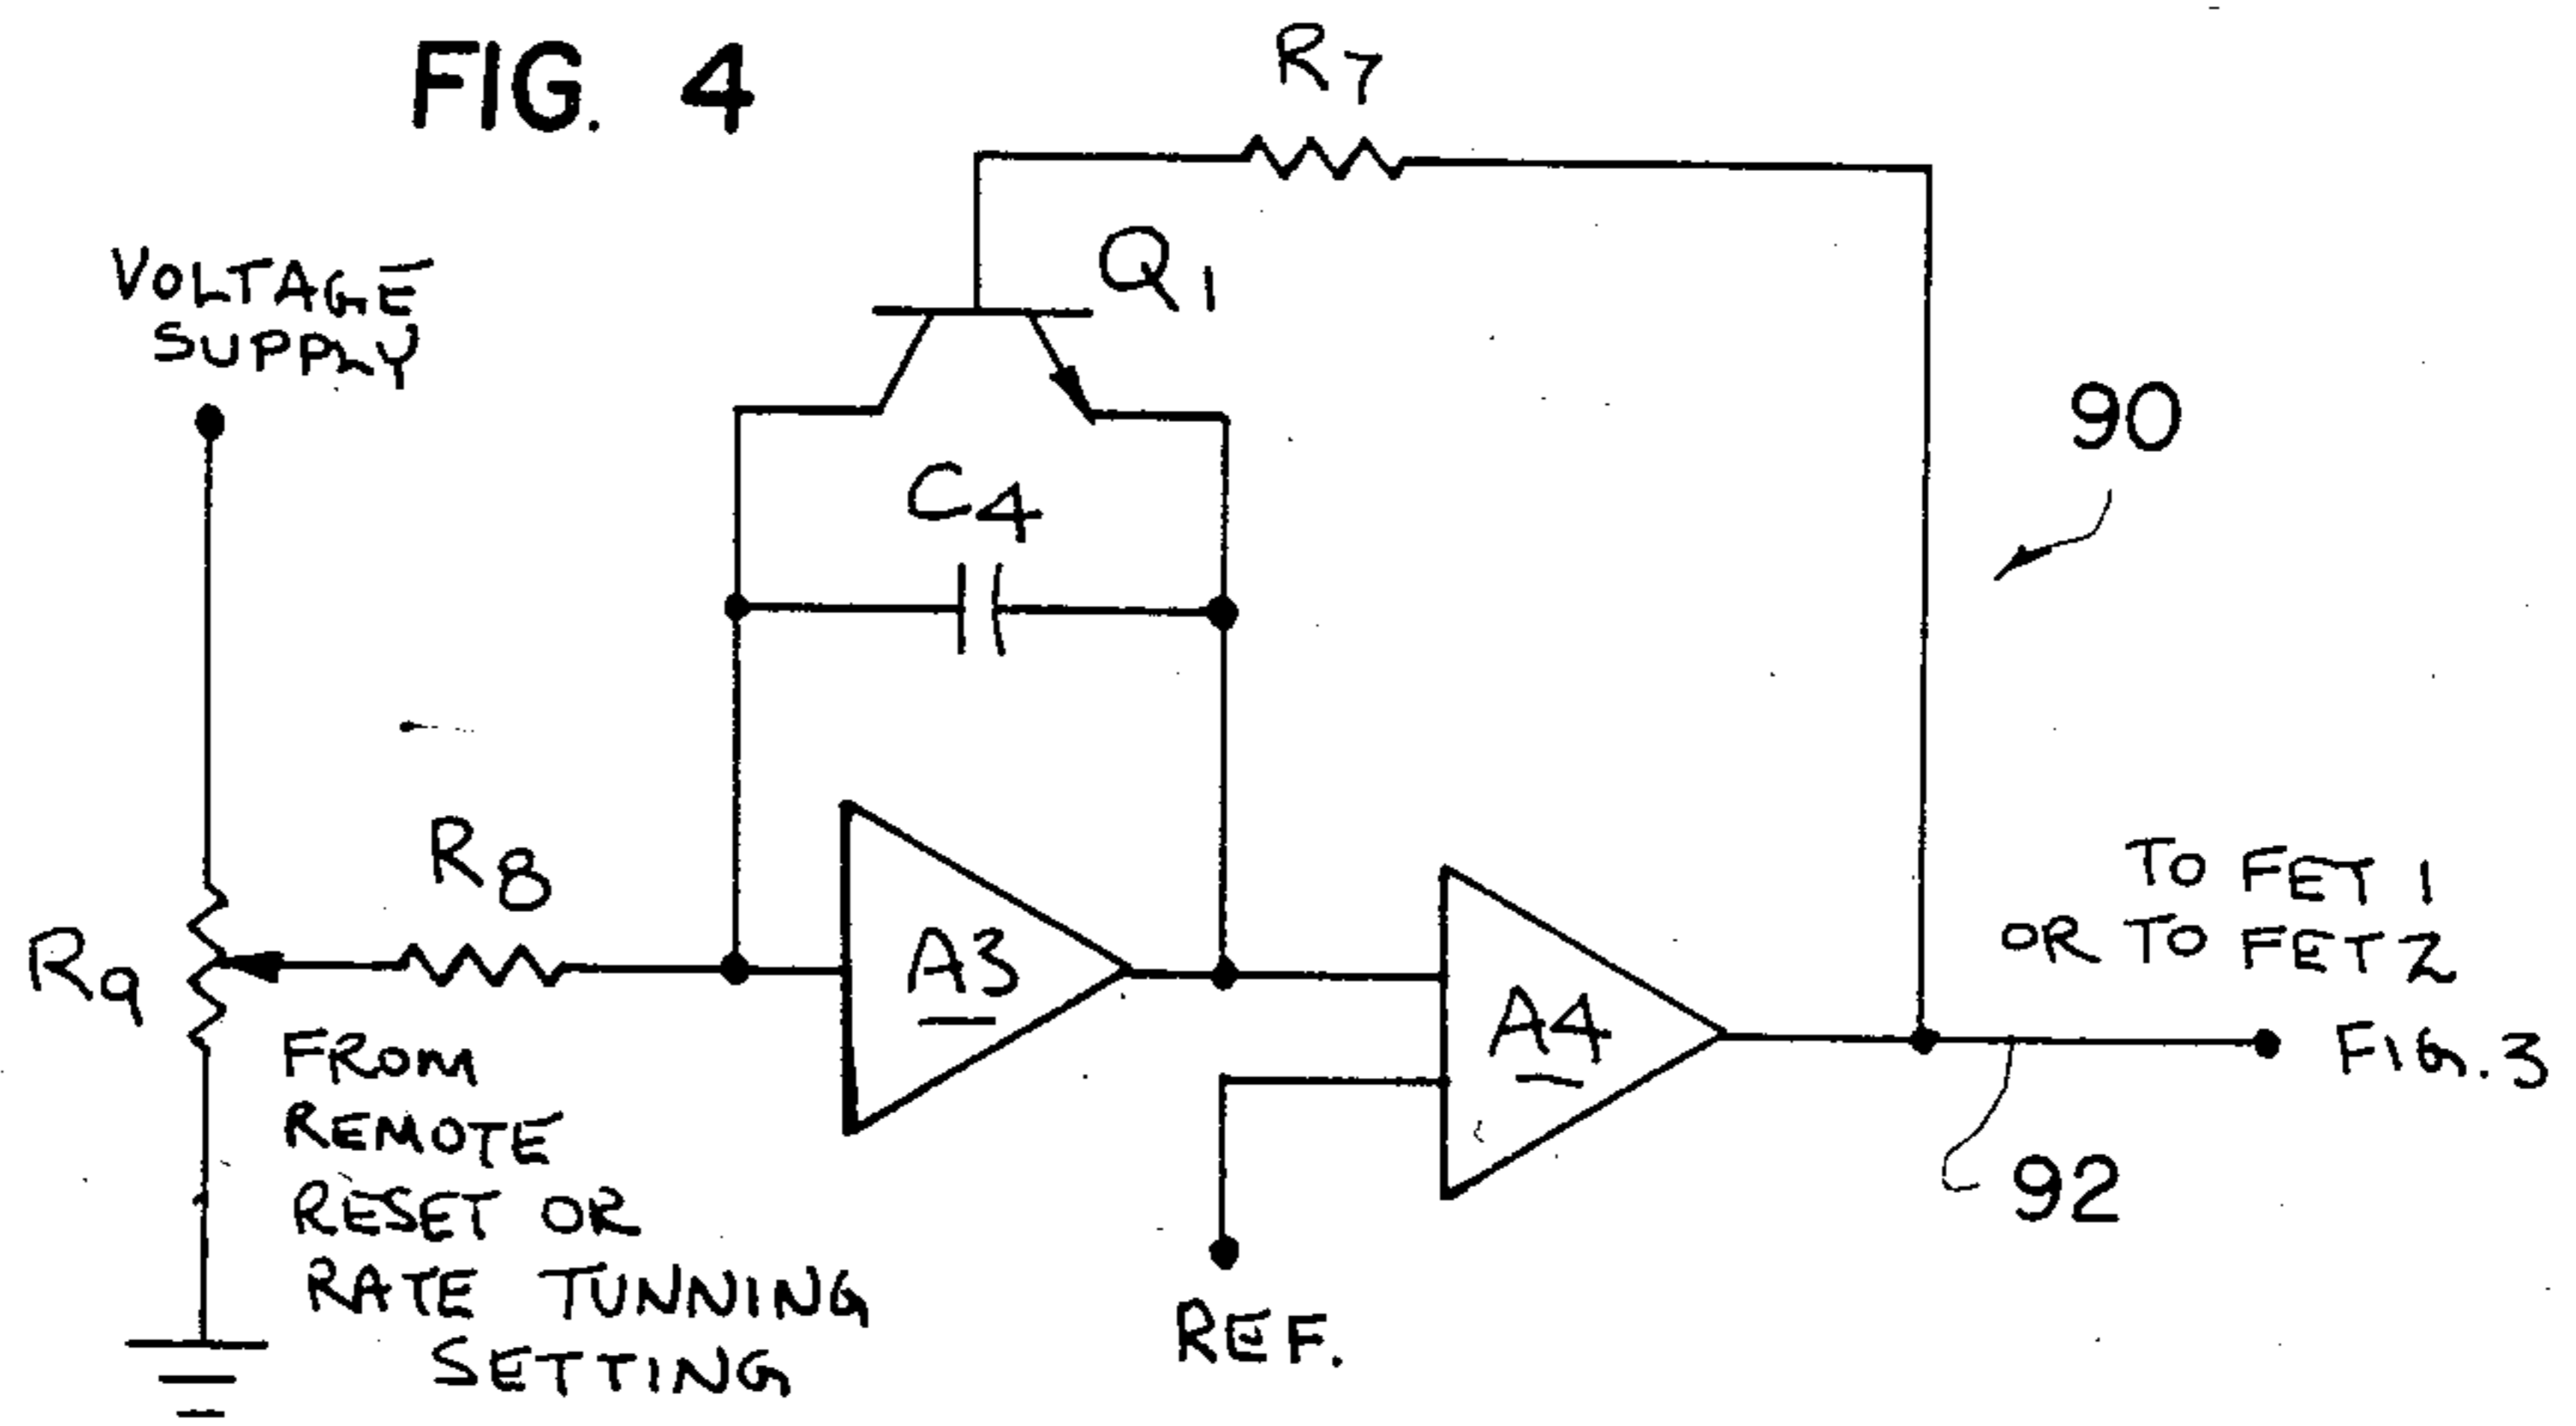 FIG. 4
R7
VOLTAGE
SUPPLY
Q1
90
C4
R8
TO FET 1
OR TO FET 2
FIG. 3
R9
A3
A4
FROM
REMOTE
RESET OR
RATE TUNNING
SETTING
92
REF.